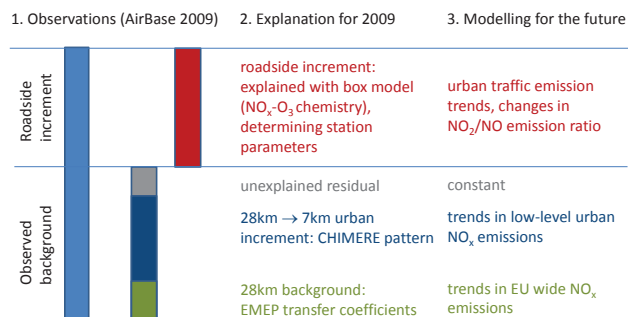 1. Observations (AirBase 2009)
2. Explanation for 2009
3. Modelling for the future
Roadside
increment
roadside increment:
explained with box model
(NOx-O3 chemistry),
determining station
parameters
urban traffic emission
trends, changes in
NO2/NO emission ratio
Observed
background
unexplained residual
constant
28km → 7km urban
increment: CHIMERE pattern
trends in low-level urban
NOx emissions
28km background:
EMEP transfer coefficients
trends in EU wide NOx
emissions